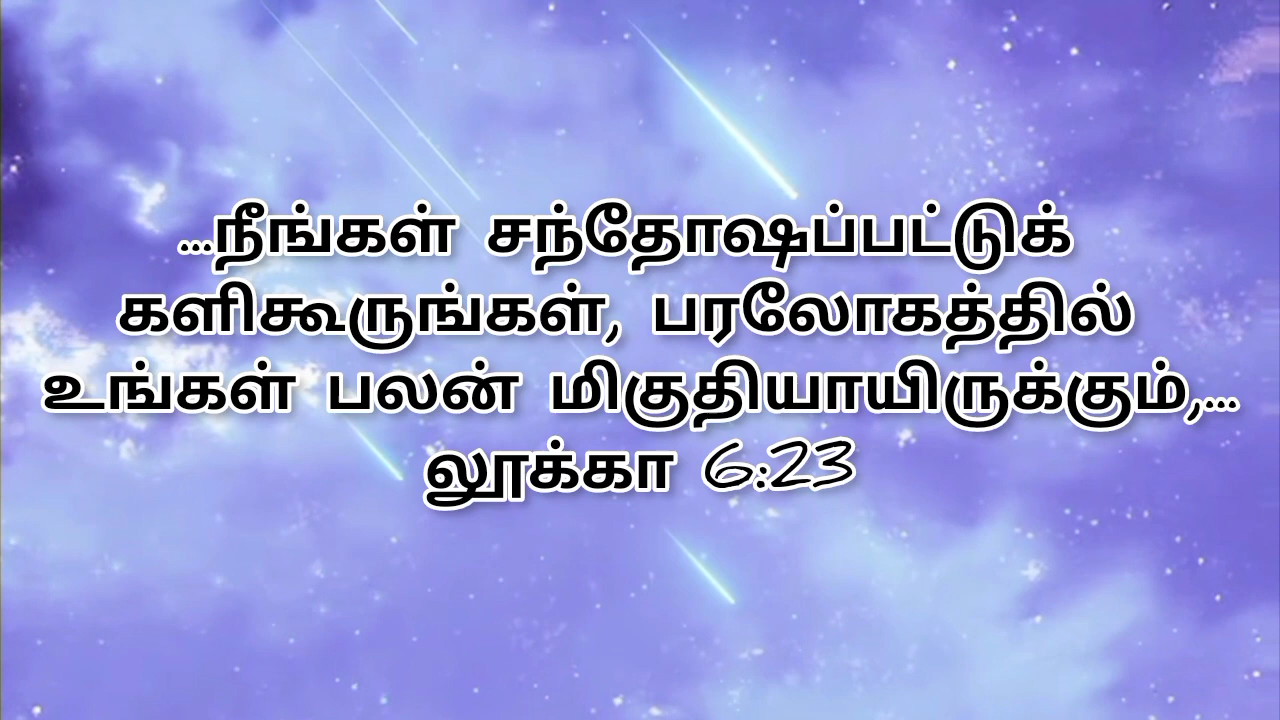 ...நீங்கள் சந்தோஷப்பட்டுக்
களிகூருங்கள், பரலோகத்தில்
உங்கள் பலன் மிகுதியாயிருக்கும்,...
லூக்கா 6:23